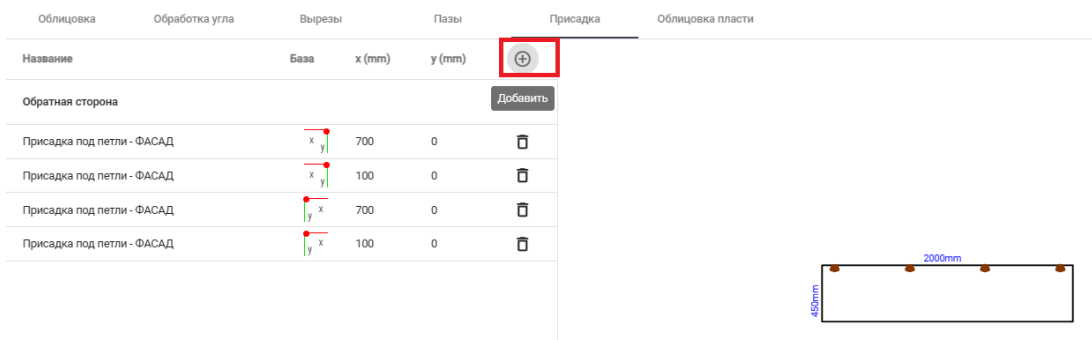 Облицовка Обработка угла Вырезы Пазы Присадка Облицовка пласти
Название База x (mm) y (mm)
Обратная сторона Добавить
Присадка под петли - ФАСАД x y 700 0
Присадка под петли - ФАСАД x y 100 0
Присадка под петли - ФАСАД y x 700 0
Присадка под петли - ФАСАД y x 100 0
2000mm
450mm